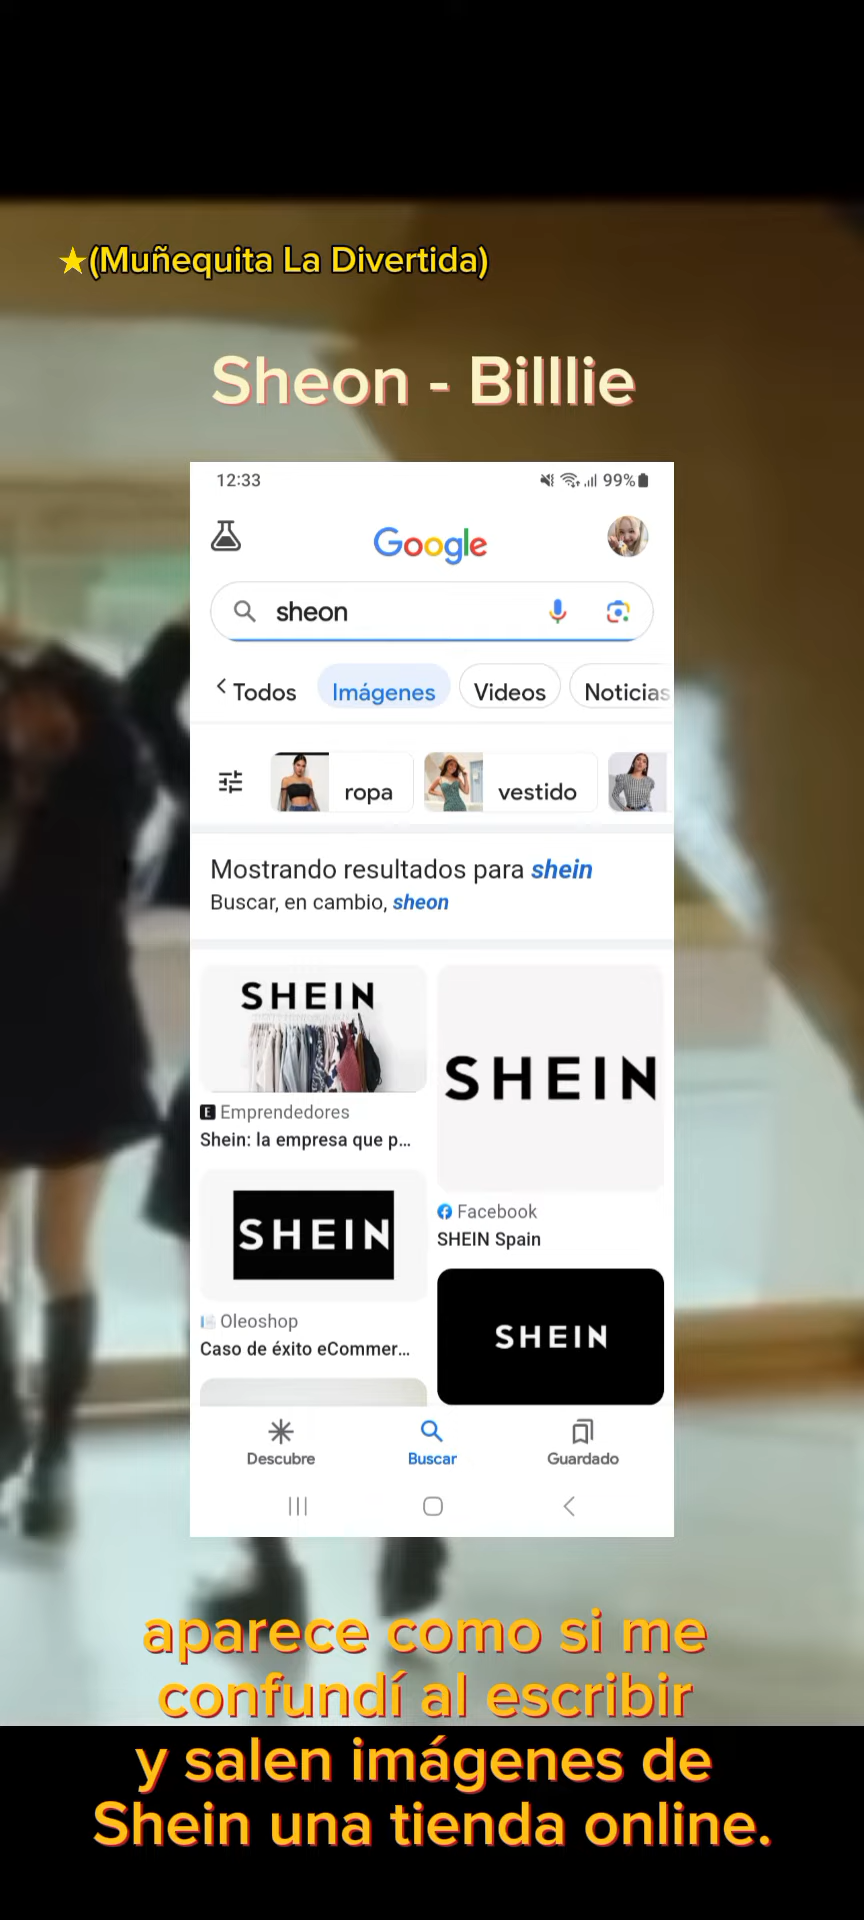 ★(Muñequita La Divertida)
Sheon - Billlie
12:33
99%
Google
sheon
Todos
Imágenes
Videos
Noticias
ropa
vestido
Mostrando resultados para shein
Buscar, en cambio, sheon
SHEIN
Emprendedores
Shein: la empresa que p...
SHEIN
Facebook
SHEIN Spain
SHEIN
Oleoshop
Caso de éxito eCommer...
SHEIN
Descubre
Buscar
Guardado
aparece como si me
confundí al escribir
y salen imágenes de
Shein una tienda online.